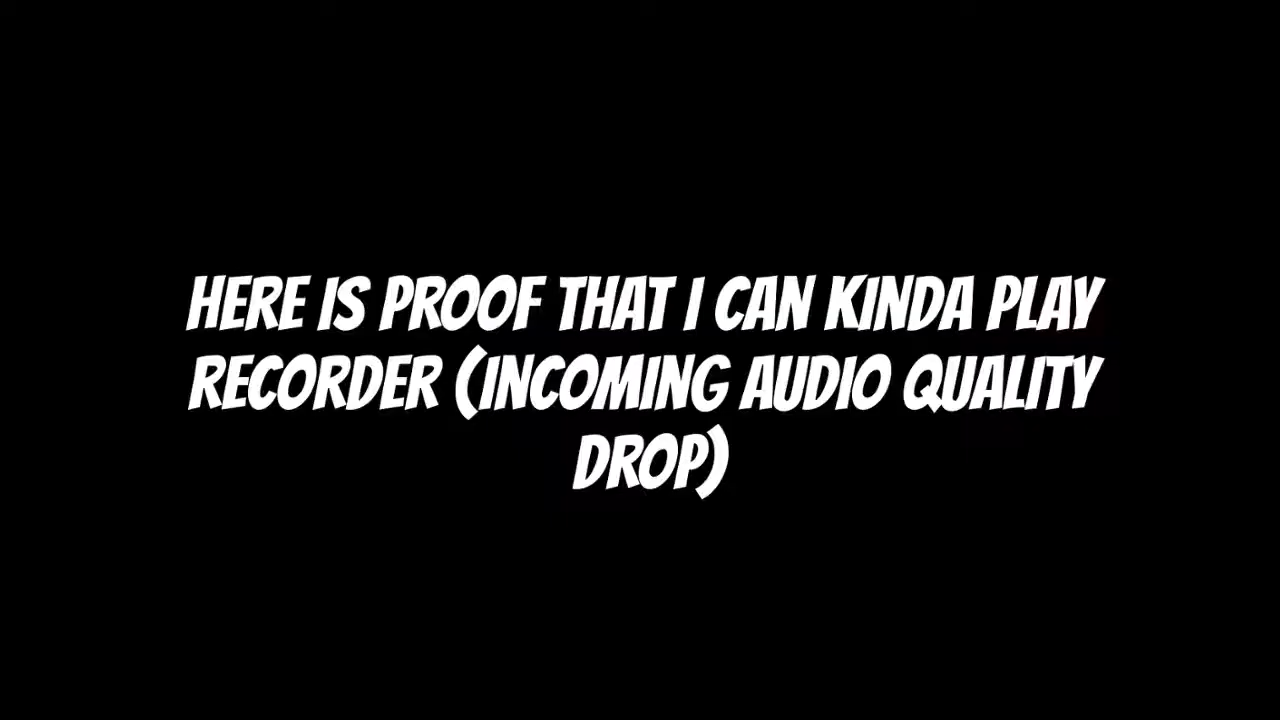 HERE IS PROOF THAT I CAN KINDA PLAY
RECORDER (INCOMING AUDIO QUALITY
DROP)